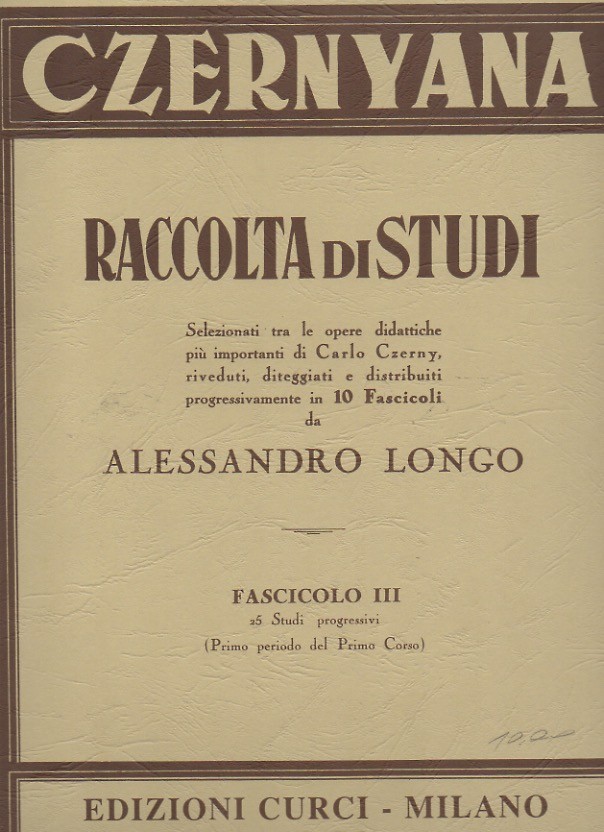 CZERNYANA
RACCOLTA DI STUDI
Selezionati tra le opere didattiche
più importanti di Carlo Czerny,
riveduti, diteggiati e distribuiti
progressivamente in 10 Fascicoli
da
ALESSANDRO LONGO
FASCICOLO III
25 Studi progressivi
(Primo periodo del Primo Corso)
EDIZIONI CURCI - MILANO